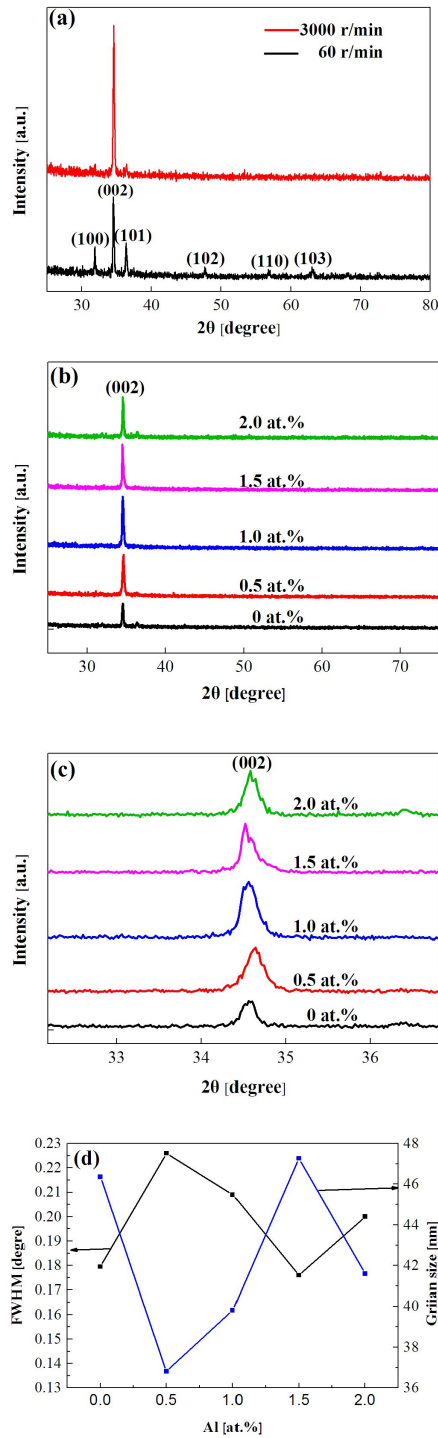 (a)
3000 r/min
60 r/min
Intensity [a.u.]
(002)
(100)
(101)
(102)
(110)
(103)
30 40 50 60 70 80
2θ [degree]
(b)
(002)
2.0 at.%
1.5 at.%
1.0 at.%
0.5 at.%
0 at.%
Intensity [a.u.]
30 40 50 60 70
2θ [degree]
(c)
(002)
2.0 at.%
1.5 at.%
1.0 at.%
0.5 at.%
0 at.%
Intensity [a.u.]
33 34 35 36
2θ [degree]
(d)
FWHM [degre]
0.23
0.22
0.21
0.20
0.19
0.18
0.17
0.16
0.15
0.14
0.13
48
46
44
42
40
38
36
Griian size [nm]
0.0 0.5 1.0 1.5 2.0
Al [at.%]